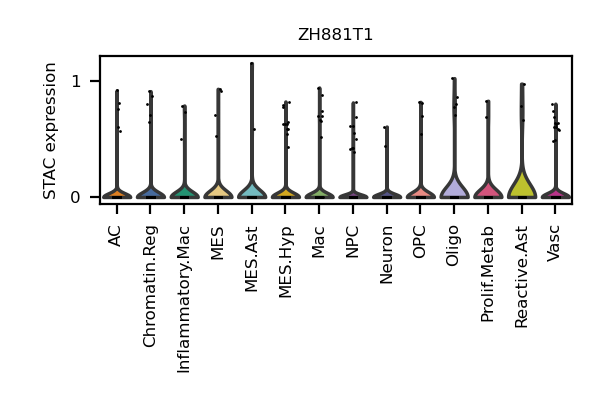 ZH881T1
STAC expression
1
0
AC
Chromatin.Reg
Inflammatory.Mac
MES
MES.Ast
MES.Hyp
Mac
NPC
Neuron
OPC
Oligo
Prolif.Metab
Reactive.Ast
Vasc